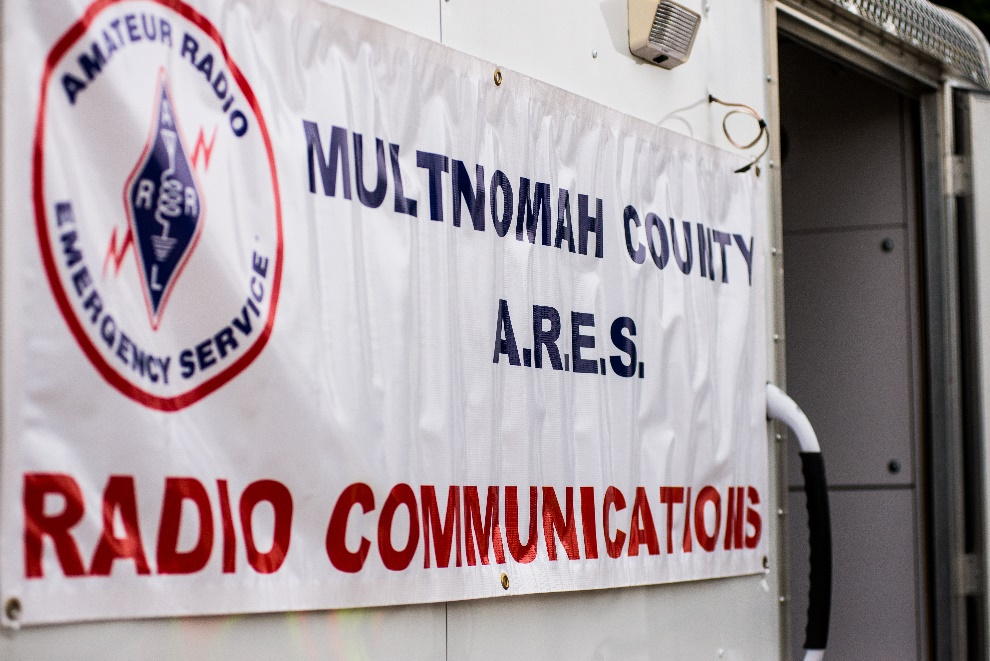 AMATEUR RADIO
A
R R
L
EMERGENCY SERVICE
MULTNOMAH COUNTY
A.R.E.S.
RADIO COMMUNICATIONS